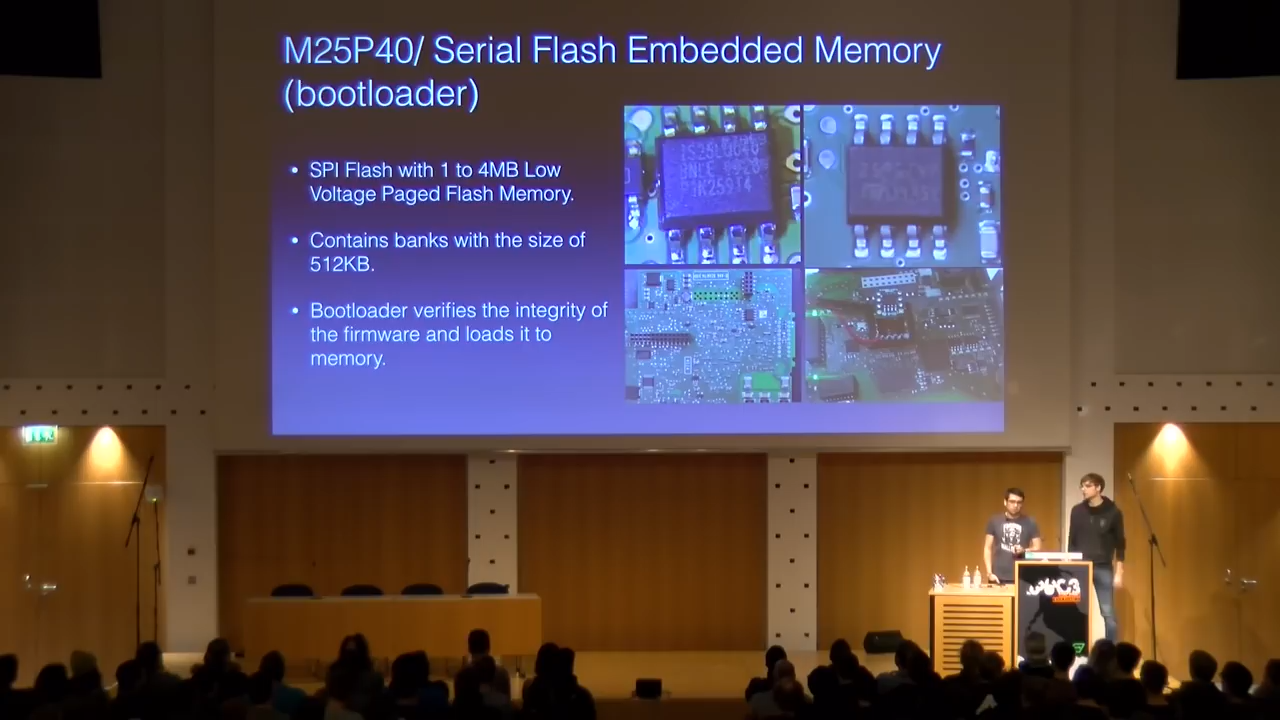 M25P40/ Serial Flash Embedded Memory
(bootloader)
• SPI Flash with 1 to 4MB Low
Voltage Paged Flash Memory.
• Contains banks with the size of
512KB.
• Bootloader verifies the integrity of
the firmware and loads it to
memory.